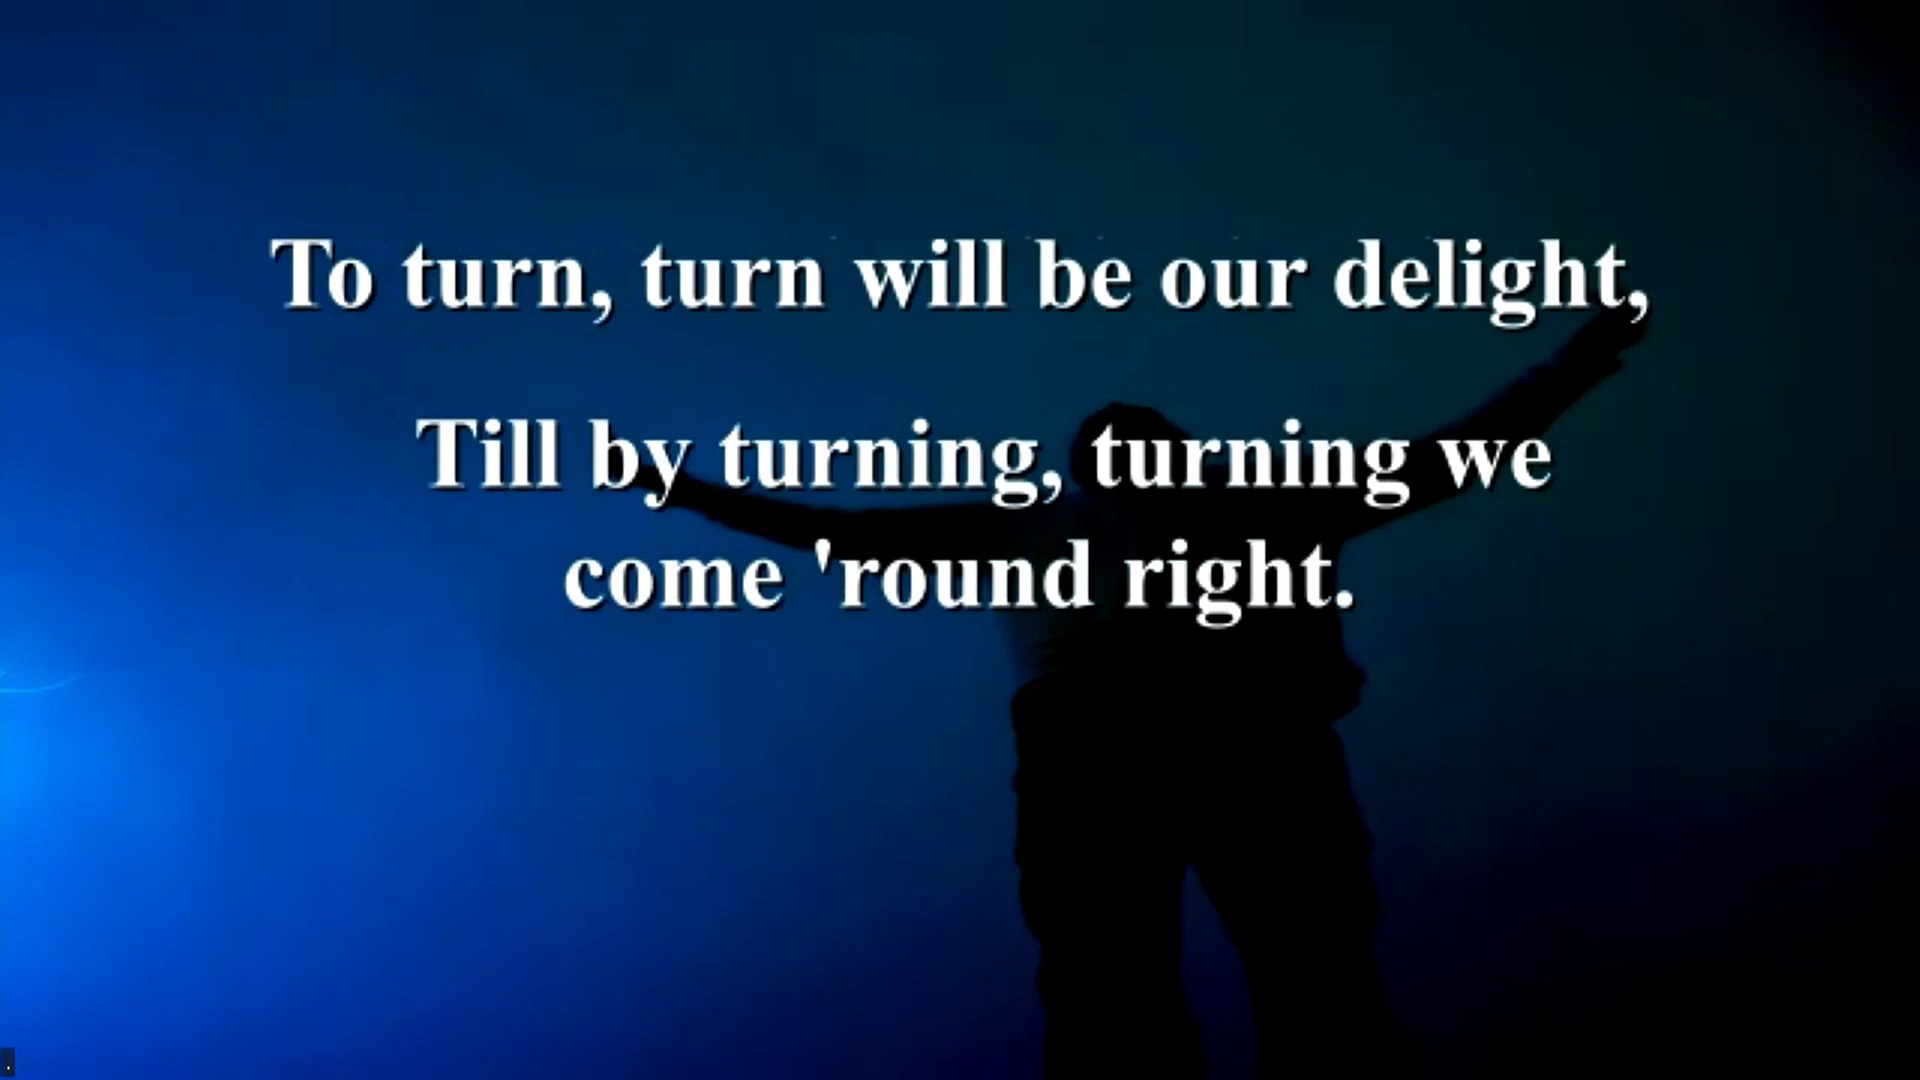 To turn, turn will be our delight,
Till by turning, turning we
come 'round right.